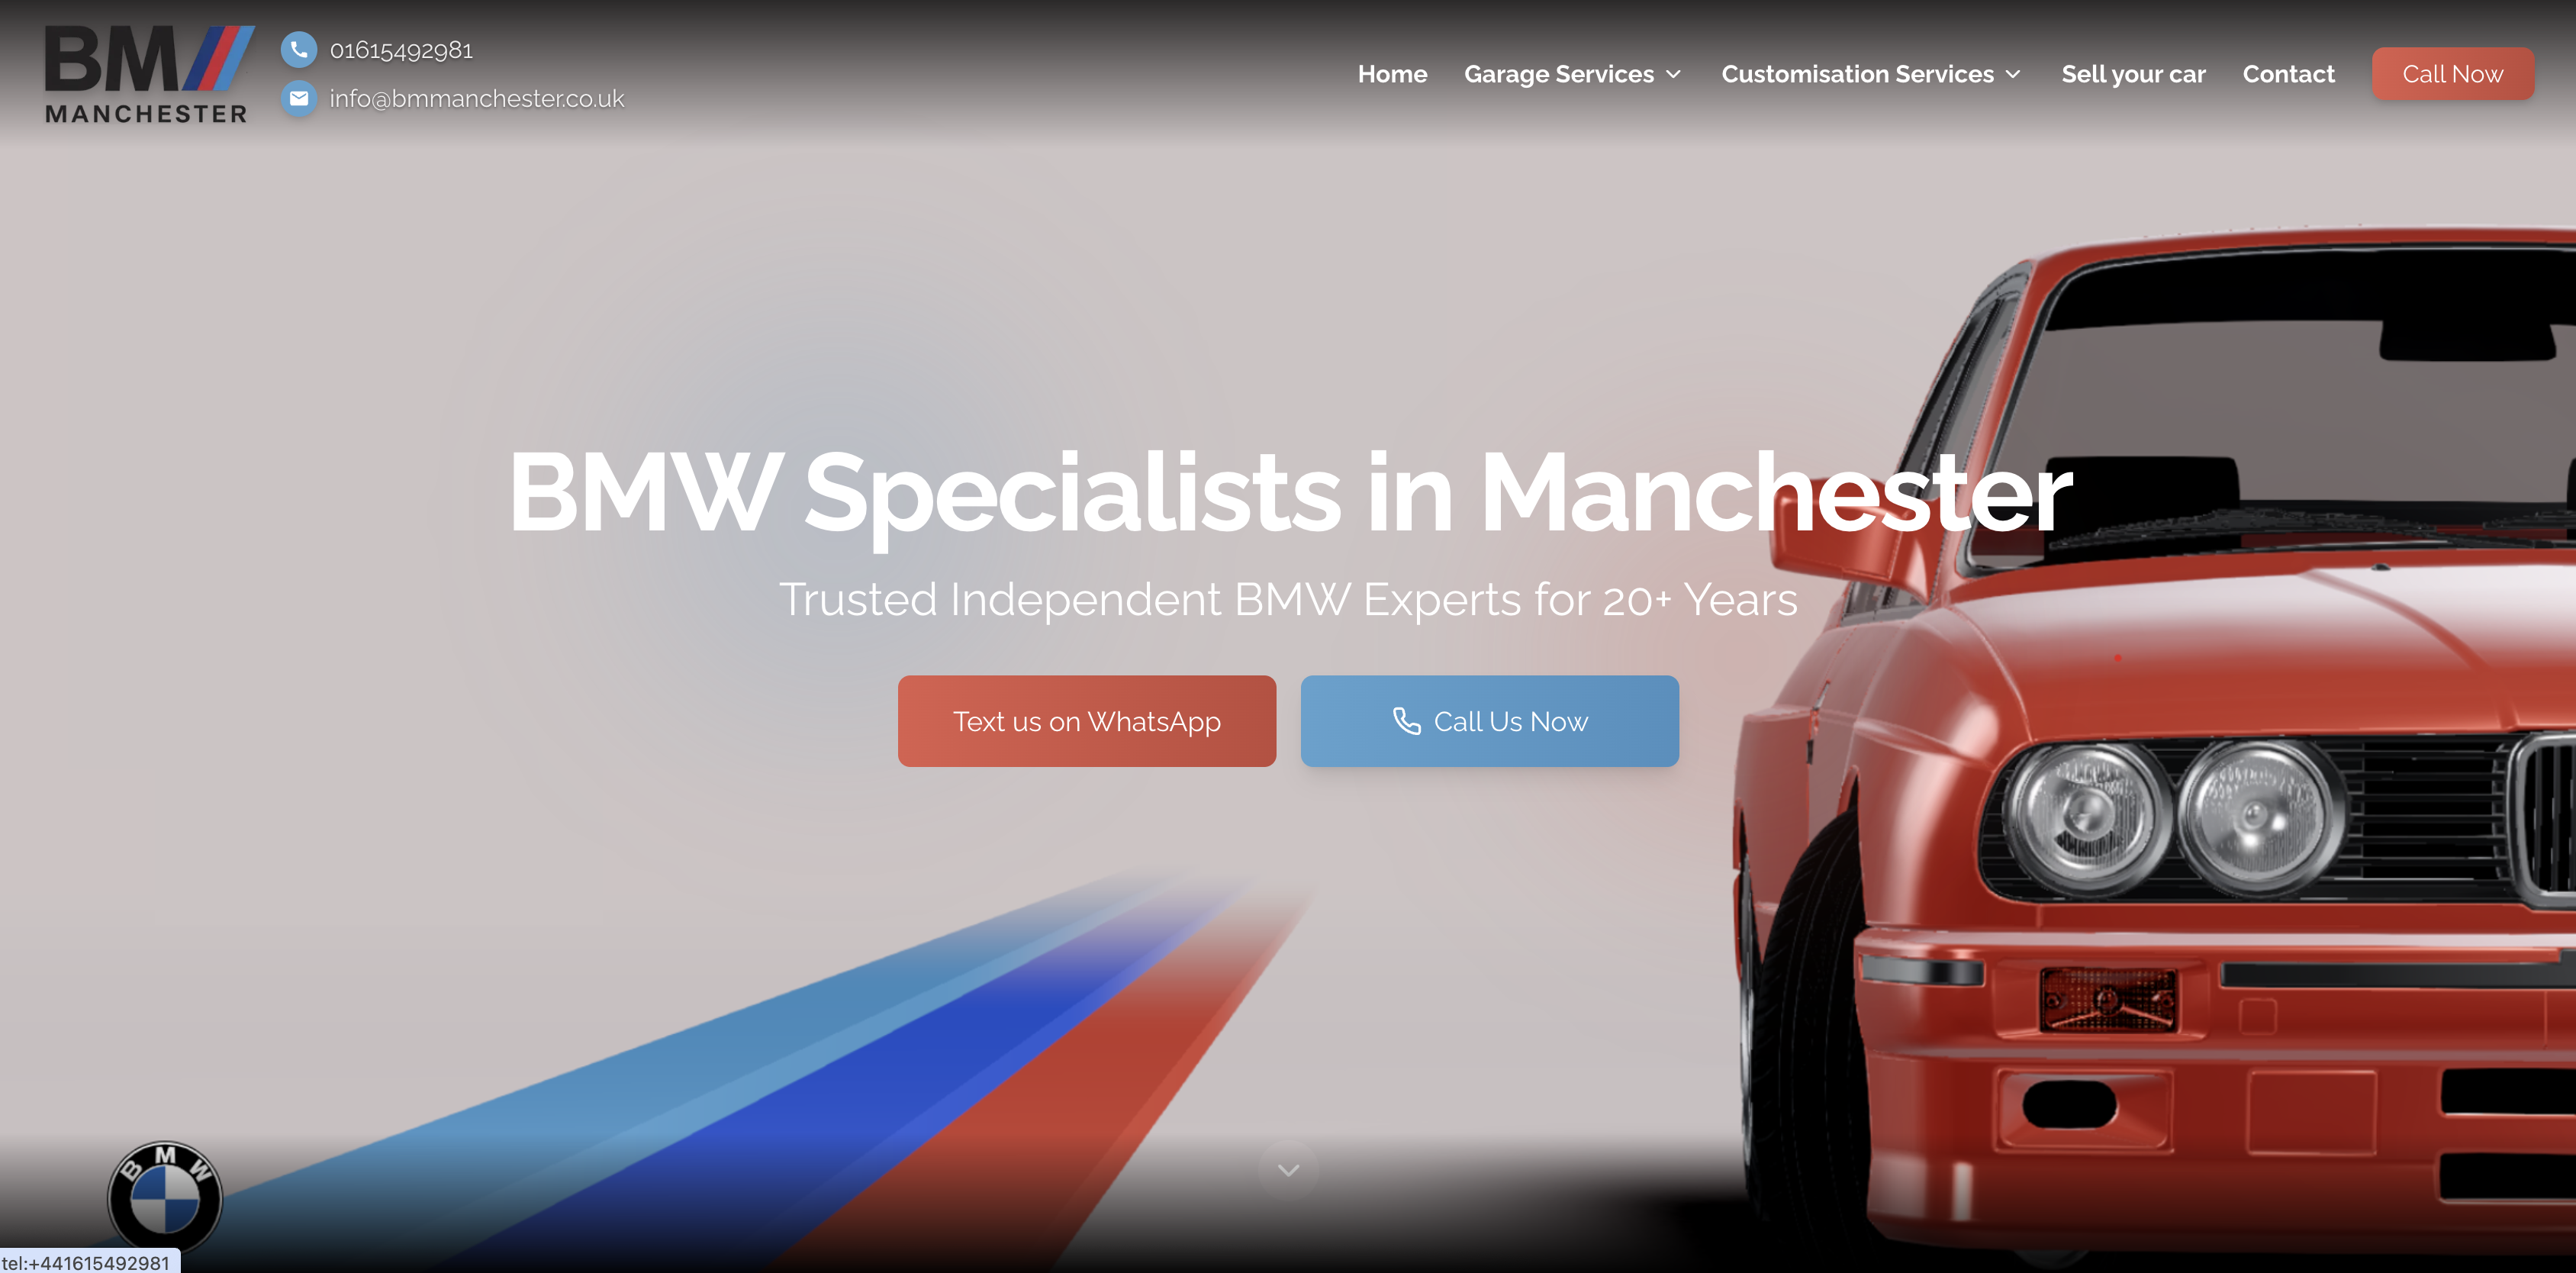 BM
MANCHESTER
01615492981
info@bmmanchester.co.uk
Home
Garage Services
Customisation Services
Sell your car
Contact
Call Now
BMW Specialists in Manchester
Trusted Independent BMW Experts for 20+ Years
Text us on WhatsApp
Call Us Now
BMW
tel:+441615492981